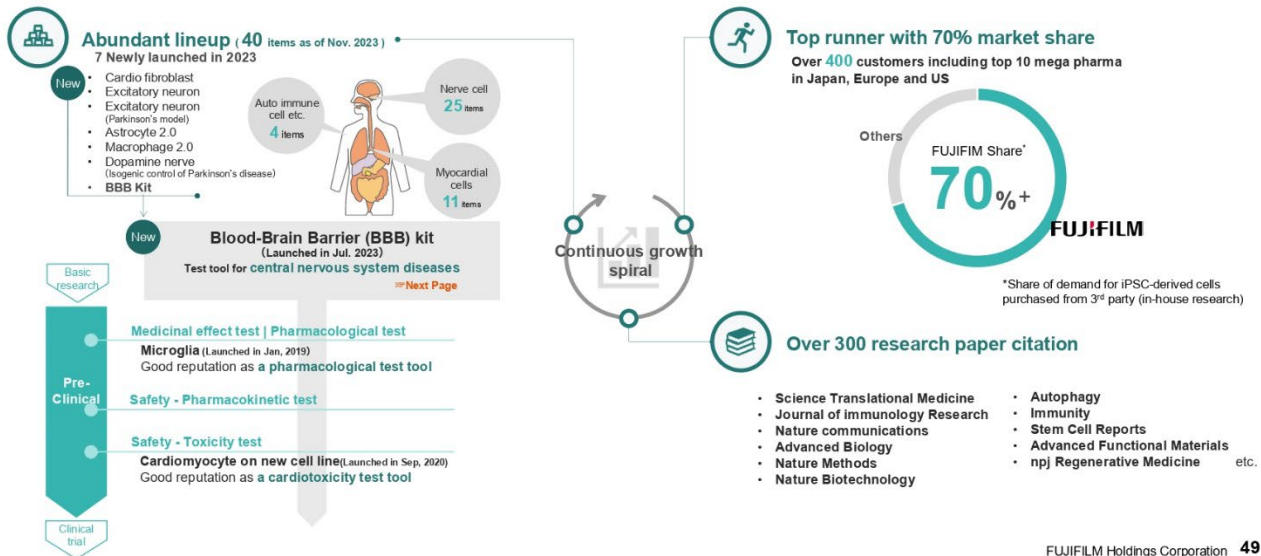 Abundant lineup ( 40 items as of Nov. 2023 )
7 Newly launched in 2023
New
• Cardio fibroblast
• Excitatory neuron
• Excitatory neuron
(Parkinson's model)
• Astrocyte 2.0
• Macrophage 2.0
• Dopamine nerve
(Isogenic control of Parkinson's disease)
• BBB Kit
Auto immune
cell etc.
4 items
Nerve cell
25 items
Myocardial
cells
11 items
New
Blood-Brain Barrier (BBB) kit
(Launched in Jul. 2023)
Test tool for central nervous system diseases
☞Next Page
Basic
research
Pre-
Clinical
Clinical
trial
Medicinal effect test | Pharmacological test
Microglia (Launched in Jan, 2019)
Good reputation as a pharmacological test tool
Safety - Pharmacokinetic test
Safety - Toxicity test
Cardiomyocyte on new cell line(Launched in Sep, 2020)
Good reputation as a cardiotoxicity test tool
Continuous growth
spiral
Top runner with 70% market share
Over 400 customers including top 10 mega pharma
in Japan, Europe and US
Others
FUJIFIM Share*
70%+
FUJIFILM
*Share of demand for iPSC-derived cells
purchased from 3rd party (in-house research)
Over 300 research paper citation
• Science Translational Medicine
• Journal of immunology Research
• Nature communications
• Advanced Biology
• Nature Methods
• Nature Biotechnology
• Autophagy
• Immunity
• Stem Cell Reports
• Advanced Functional Materials
• npj Regenerative Medicine etc.
FUJIFILM Holdings Corporation 49